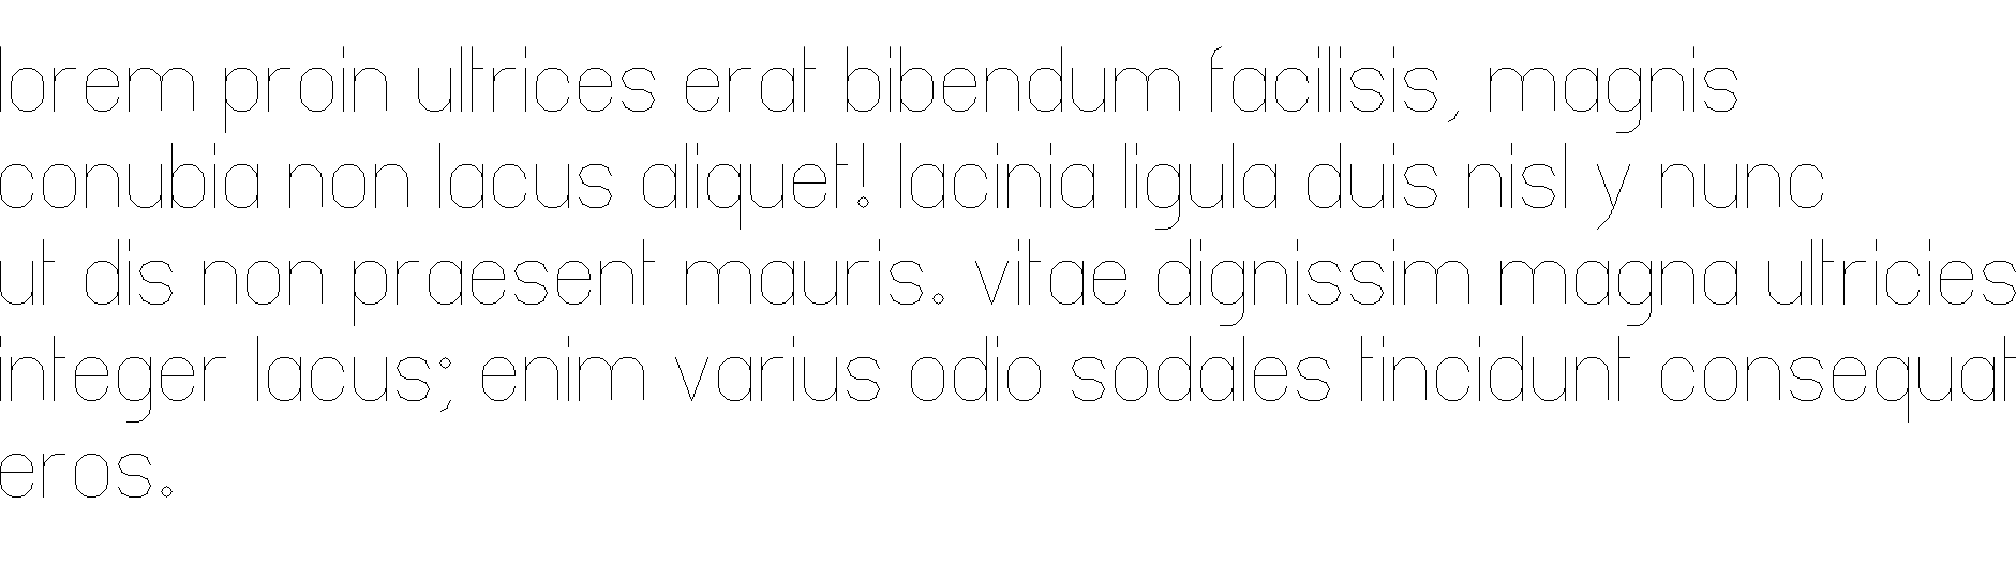 lorem proin ultrices erat bibendum facilisis, magnis
conubia non lacus aliquet! lacinia ligula duis nisl y nunc
ut dis non praesent mauris. vitae dignissim magna ultricies
integer lacus; enim varius odio sodales tincidunt consequat
eros.